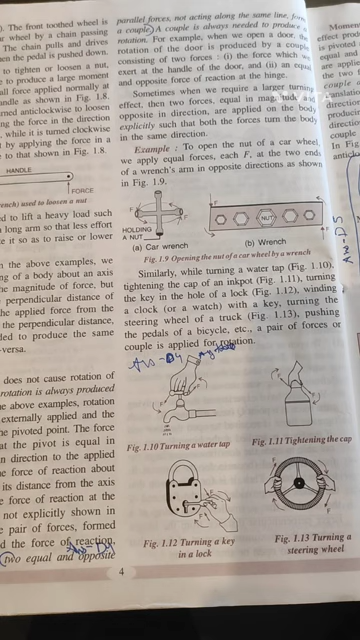 ). The front toothed wheel is
r wheel by a chain passing
. The chain pulls and drives
en the pedal is pushed down.
to tighten or loosen a nut,
e to produce a large moment
all force applied normally at
andle as shown in Fig. 1.8.
rned anticlockwise to loosen
ng the force in the direction
, while it is turned clockwise
t by applying the force in a
e to that shown in Fig. 1.8.
HANDLE
FORCE
ench) used to loosen a nut
ed to lift a heavy load such
long arm so that less effort
te it so as to raise or lower
n the above examples, we
ng of a body about an axis
he magnitude of force, but
perpendicular distance of
he applied force from the
the perpendicular distance,
ded to produce the same
-versa.
does not cause rotation of
rotation is always produced
he above examples, rotation
externally applied and the
he pivoted point. The force
at the pivot is equal in
n direction to the applied
he force of reaction about
its distance from the axis
e force of reaction at the
not explicitly shown in
e pair of forces, formed
d the force of reaction,
two equal and opposite
parallel forces, not acting along the same line, form
a couple. A couple is always needed to produce a
rotation. For example, when we open a door, the
rotation of the door is produced by a couple
consisting of two forces : (i) the force which we
exert at the handle of the door, and (ii) an equal
and opposite force of reaction at the hinge.
Sometimes when we require a larger turning
effect, then two forces, equal in magnitude and
opposite in direction, are applied on the body
explicitly such that both the forces turn the body
in the same direction.
Example : To open the nut of a car wheel,
we apply equal forces, each F, at the two ends
of a wrench's arm in opposite directions as shown
in Fig. 1.9.
F
F
HOLDING
A NUT
NUT
F
(a) Car wrench
(b) Wrench
Fig. 1.9 Opening the nut of a car wheel by a wrench
Similarly, while turning a water tap (Fig. 1.10),
tightening the cap of an inkpot (Fig. 1.11), turning
the key in the hole of a lock (Fig. 1.12), winding
a clock (or a watch) with a key, turning the
steering wheel of a truck (Fig. 1.13), pushing
the pedals of a bicycle, etc., a pair of forces or
couple is applied for rotation.
Fig. 1.10 Turning a water tap
Fig. 1.11 Tightening the cap
Fig. 1.12 Turning a key
in a lock
Fig. 1.13 Turning a
steering wheel
4
Momen
effect prod
is pivoted
equal and
are applie
the two
couple
direction
couple
In Fig
anticlo